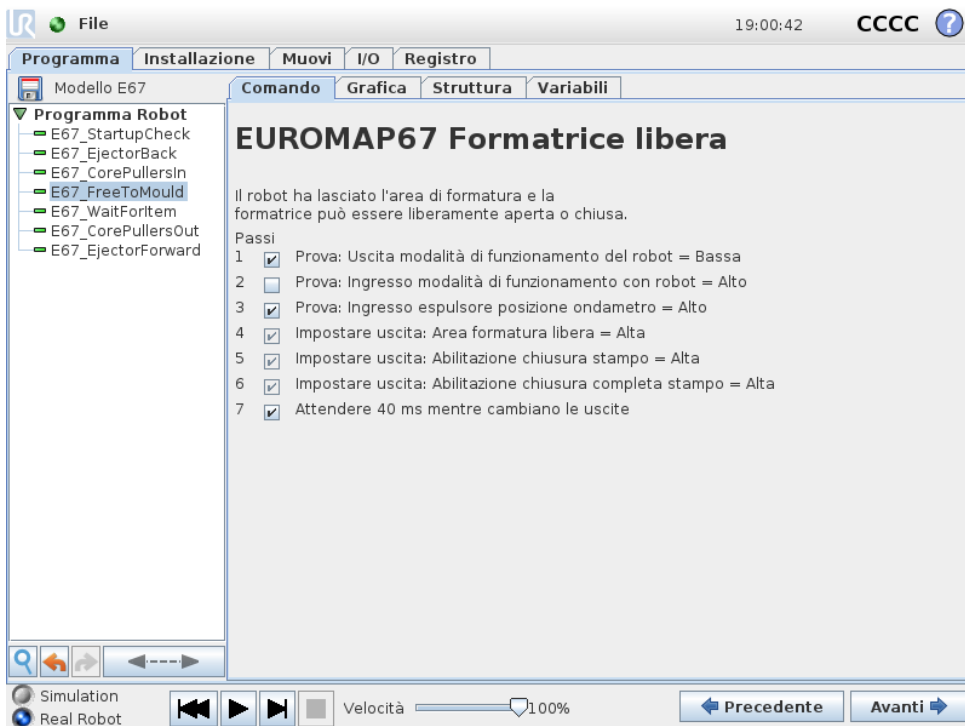 UR File 19:00:42 CCCC ?
Programma Installazione Muovi I/O Registro
Modello E67 Comando Grafica Struttura Variabili
Programma Robot
E67_StartupCheck
E67_EjectorBack
E67_CorePullersIn
E67_FreeToMould
E67_WaitForItem
E67_CorePullersOut
E67_EjectorForward
EUROMAP67 Formatrice libera
Il robot ha lasciato l'area di formatura e la
formatrice può essere liberamente aperta o chiusa.
Passi
1 Prova: Uscita modalità di funzionamento del robot = Bassa
2 Prova: Ingresso modalità di funzionamento con robot = Alto
3 Prova: Ingresso espulsore posizione ondametro = Alto
4 Impostare uscita: Area formatura libera = Alta
5 Impostare uscita: Abilitazione chiusura stampo = Alta
6 Impostare uscita: Abilitazione chiusura completa stampo = Alta
7 Attendere 40 ms mentre cambiano le uscite
Simulation
Real Robot
Velocità 100% Precedente Avanti